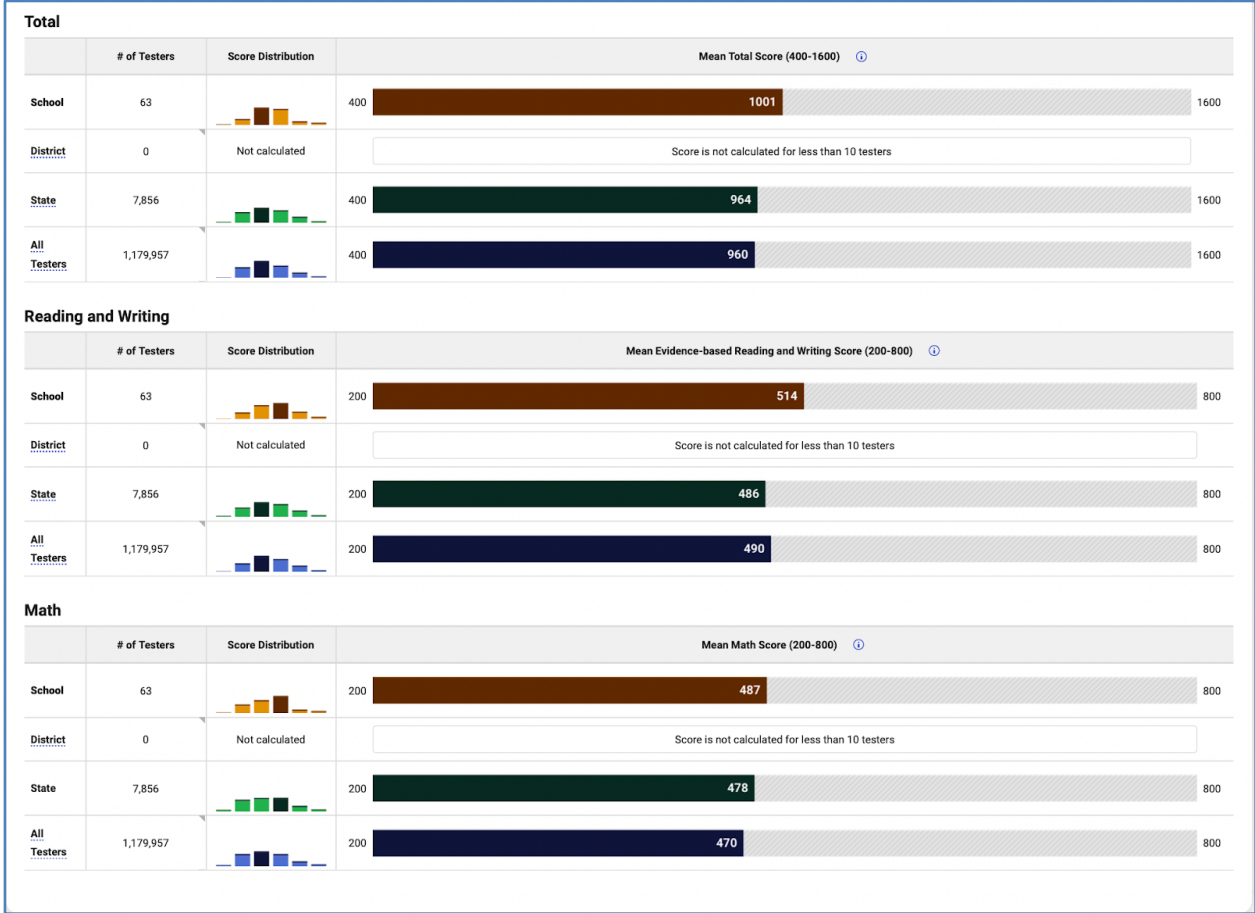 Total
# of Testers Score Distribution Mean Total Score (400-1600)
School 63 400 1001 1600
District 0 Not calculated Score is not calculated for less than 10 testers
State 7,856 400 964 1600
All
Testers 1,179,957 400 960 1600
Reading and Writing
# of Testers Score Distribution Mean Evidence-based Reading and Writing Score (200-800)
School 63 200 514 800
District 0 Not calculated Score is not calculated for less than 10 testers
State 7,856 200 486 800
All
Testers 1,179,957 200 490 800
Math
# of Testers Score Distribution Mean Math Score (200-800)
School 63 200 487 800
District 0 Not calculated Score is not calculated for less than 10 testers
State 7,856 200 478 800
All
Testers 1,179,957 200 470 800